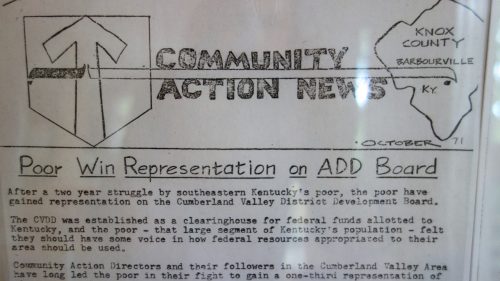 KNOX
COUNTY
BARBOURVILLE
KY.
COMMUNITY
ACTION NEWS
OCTOBER 71
Poor Win Representation on ADD Board
After a two year struggle by southeastern Kentucky's poor, the poor have
gained representation on the Cumberland Valley District Development Board.
The CVDD was established as a clearinghouse for federal funds allotted to
Kentucky, and the poor - that large segment of Kentucky's population - felt
they should have some voice in how federal resources appropriated to their
area should be used.
Community Action Directors and their followers in the Cumberland Valley Area
have long led the poor in their fight to gain a one-third representation of